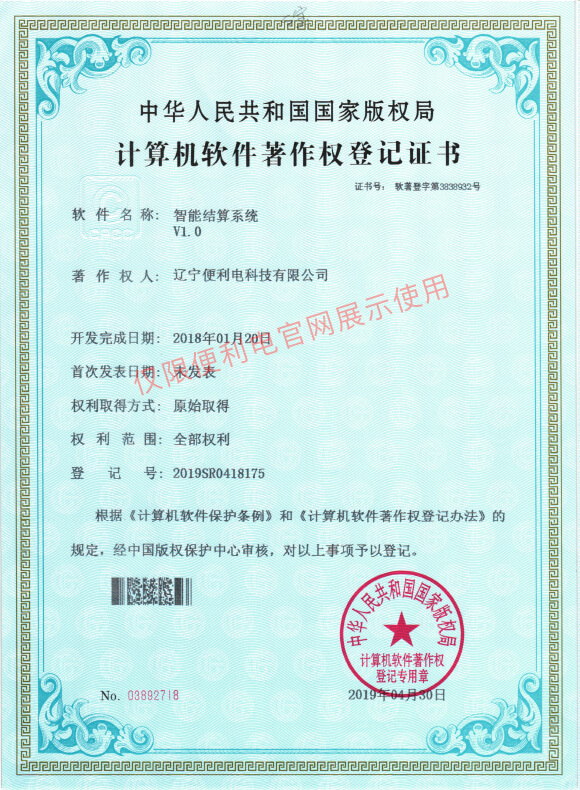 中华人民共和国国家版权局
计算机软件著作权登记证书
证书号： 软著登字第3838932号
软件名称： 智能结算系统
V1.0
CPCC
著作权人： 辽宁便利电科技有限公司
开发完成日期： 2018年01月20日
首次发表日期： 未发表
权利取得方式： 原始取得
权利范围： 全部权利
登记号： 2019SR0418175
根据《计算机软件保护条例》和《计算机软件著作权登记办法》的
规定，经中国版权保护中心审核，对以上事项予以登记。
仅限便利电官网展示使用
中华人民共和国国家版权局
计算机软件著作权
登记专用章
No. 03892718
2019年04月30日